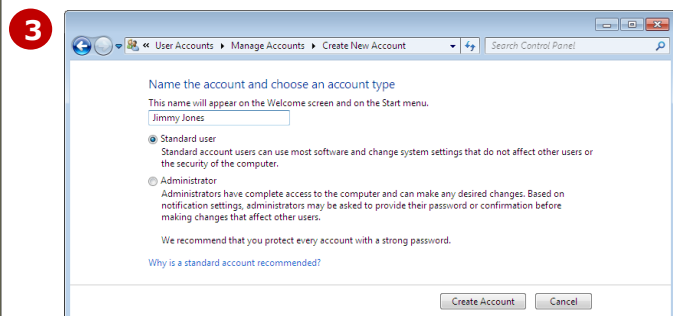 3
« User Accounts ▸ Manage Accounts ▸ Create New Account
Search Control Panel
Name the account and choose an account type
This name will appear on the Welcome screen and on the Start menu.
Jimmy Jones
Standard user
Standard account users can use most software and change system settings that do not affect other users or
the security of the computer.
Administrator
Administrators have complete access to the computer and can make any desired changes. Based on
notification settings, administrators may be asked to provide their password or confirmation before
making changes that affect other users.
We recommend that you protect every account with a strong password.
Why is a standard account recommended?
Create Account
Cancel